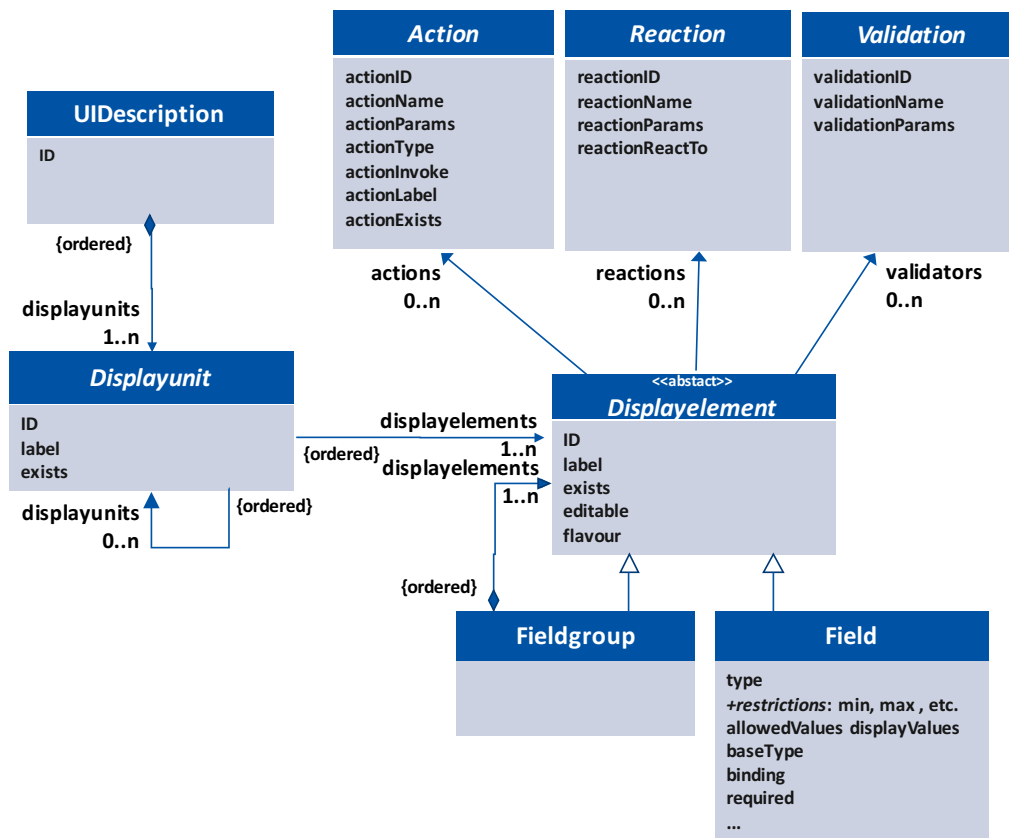 Action
actionID
actionName
actionParams
actionType
actionInvoke
actionLabel
actionExists
Reaction
reactionID
reactionName
reactionParams
reactionReactTo
Validation
validationID
validationName
validationParams
UIDescription
ID
{ordered}
displayunits
1..n
actions
0..n
reactions
0..n
validators
0..n
Displayunit
ID
label
exists
displayunits
0..n
{ordered}
displayelements
{ordered}
1..n
displayelements
1..n
<<abstact>>
Displayelement
ID
label
exists
editable
flavour
{ordered}
Fieldgroup
Field
type
+restrictions: min, max , etc.
allowedValues displayValues
baseType
binding
required
...